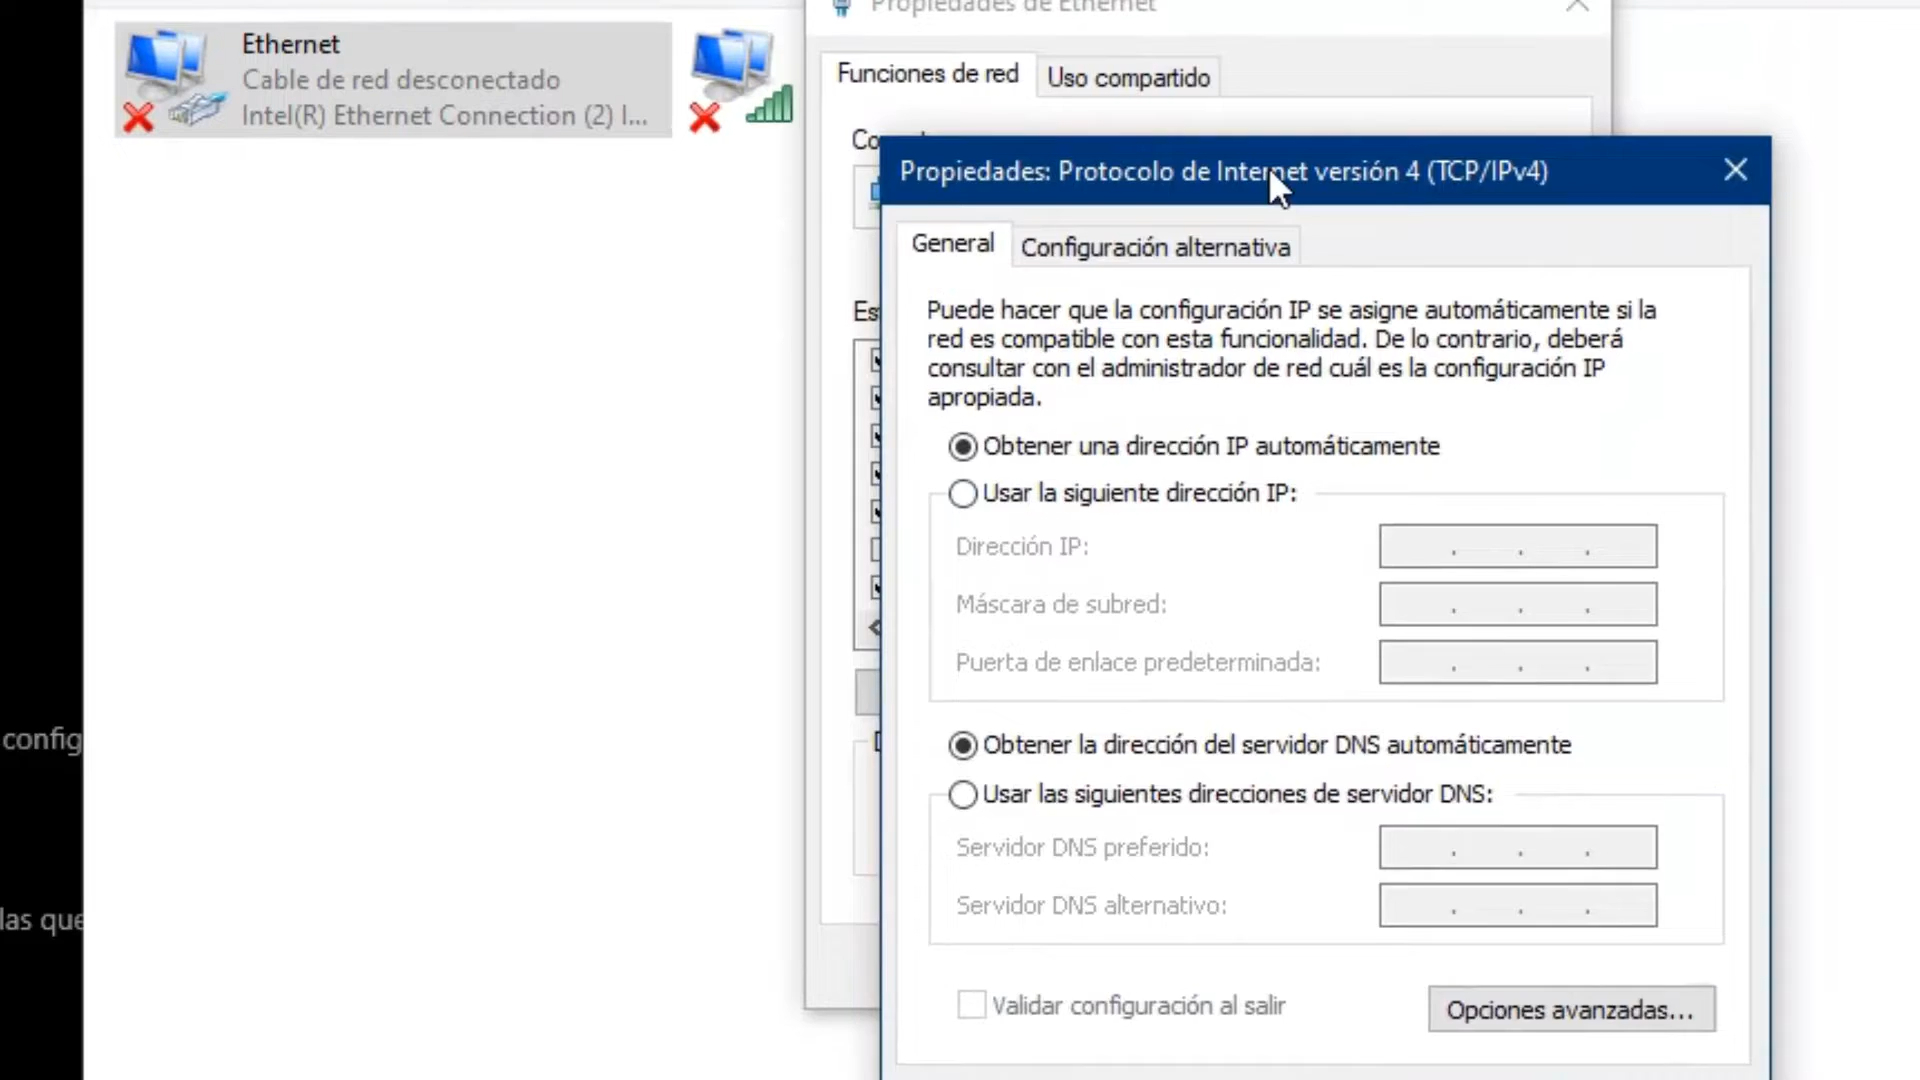 Propiedades de Ethernet
Ethernet
Cable de red desconectado
Intel(R) Ethernet Connection (2) I...
Funciones de red
Uso compartido
Propiedades: Protocolo de Internet versión 4 (TCP/IPv4)
General
Configuración alternativa
Puede hacer que la configuración IP se asigne automáticamente si la
red es compatible con esta funcionalidad. De lo contrario, deberá
consultar con el administrador de red cuál es la configuración IP
apropiada.
Obtener una dirección IP automáticamente
Usar la siguiente dirección IP:
Dirección IP:
Máscara de subred:
Puerta de enlace predeterminada:
Obtener la dirección del servidor DNS automáticamente
Usar las siguientes direcciones de servidor DNS:
Servidor DNS preferido:
Servidor DNS alternativo:
Validar configuración al salir
Opciones avanzadas...
config
las que